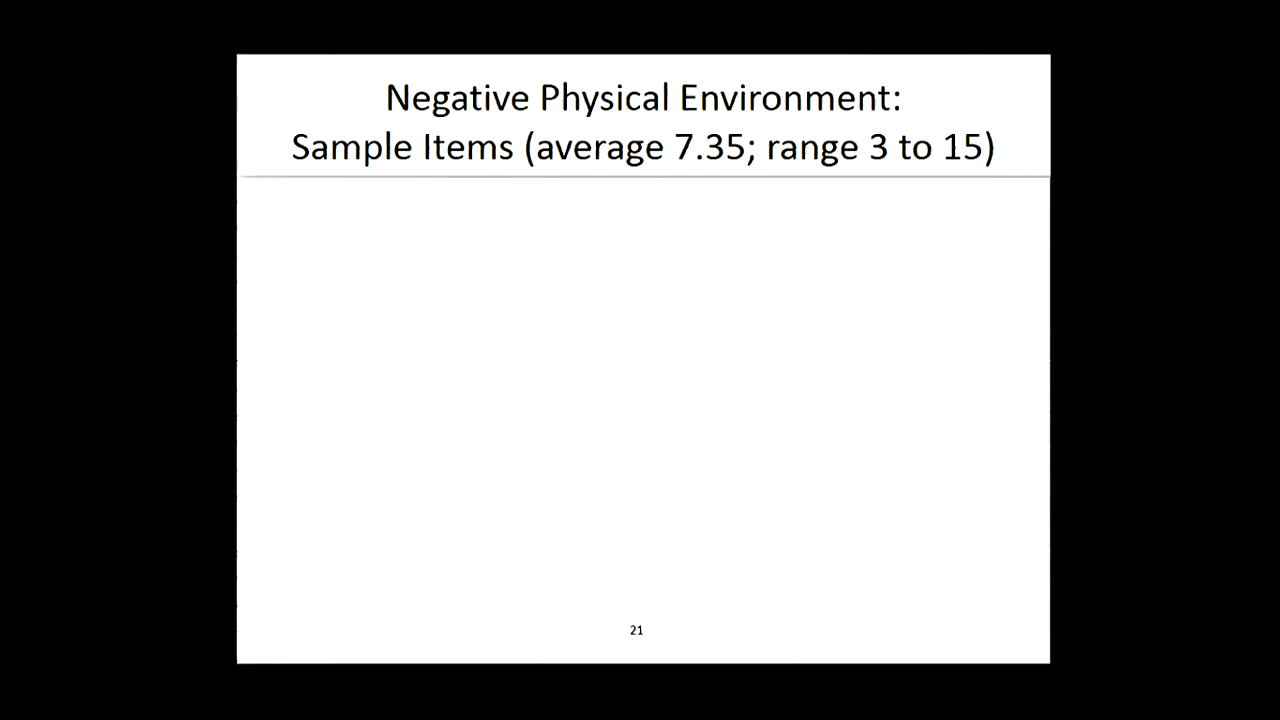 Negative Physical Environment:
Sample Items (average 7.35; range 3 to 15)
21